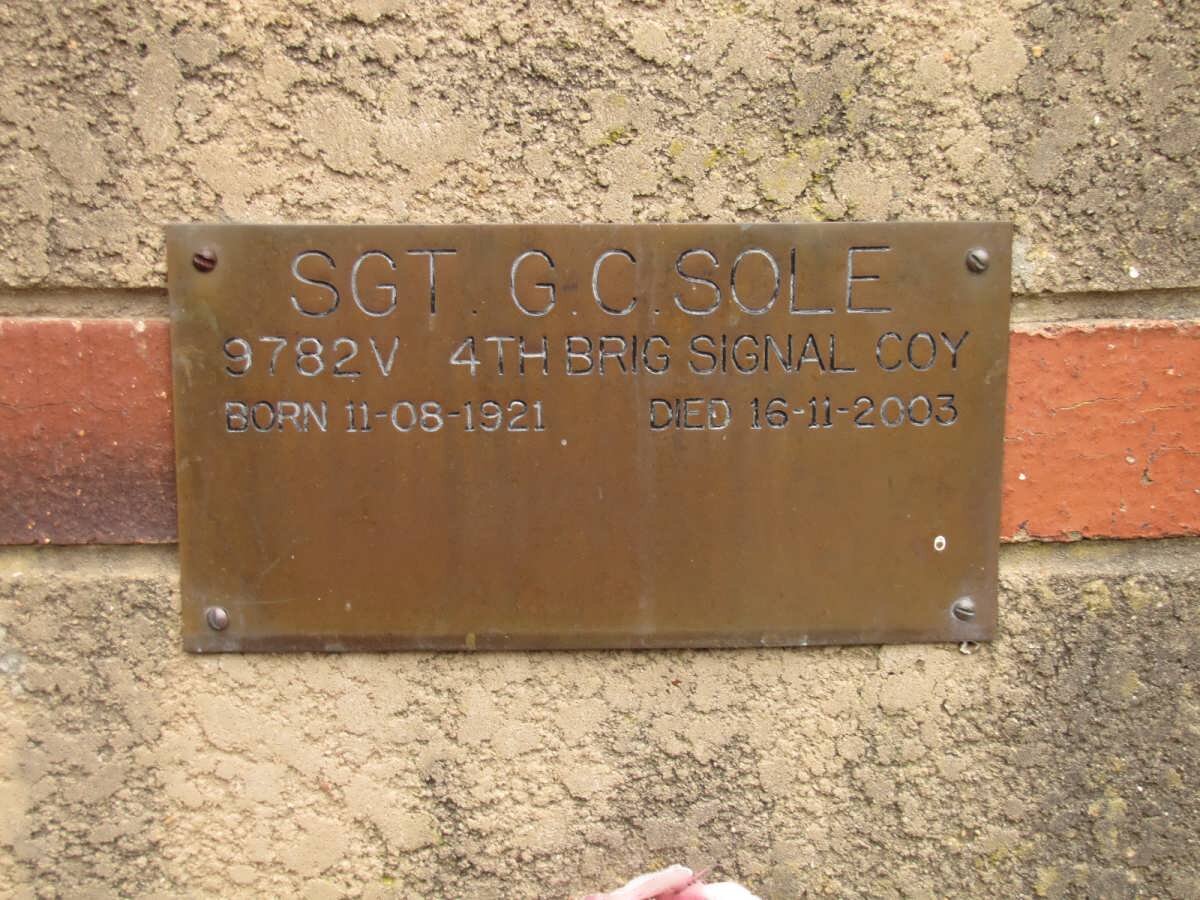 SGT. G.C. SOLE
9782V 4TH BRIG SIGNAL COY
BORN 11-08-1921 DIED 16-11-2003